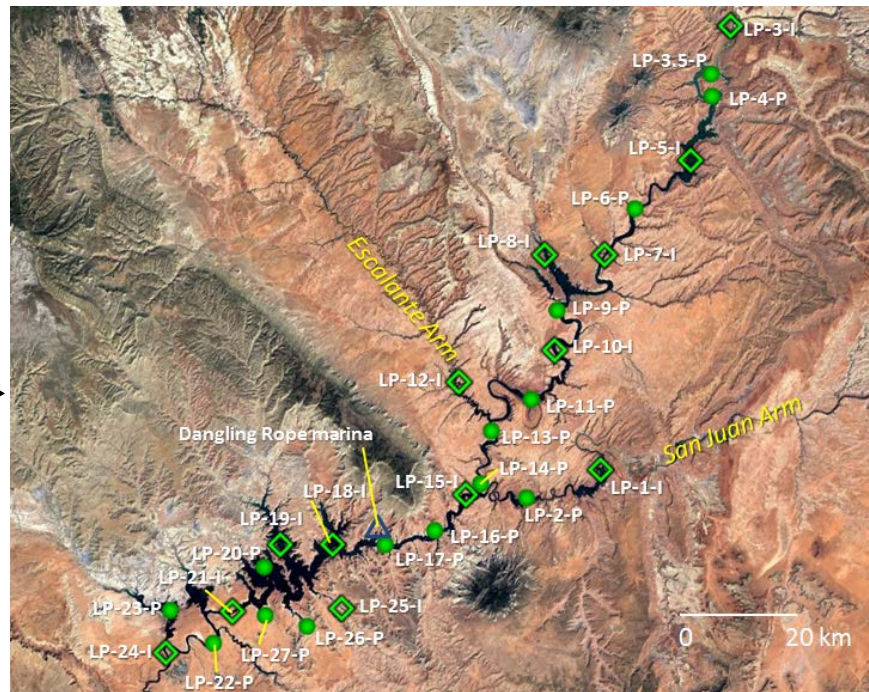 LP-3-I
LP-3.5-P
LP-4-P
LP-5-I
LP-6-P
LP-8-I
LP-7-I
Escalante Arm
LP-9-P
LP-10-I
LP-12-I
LP-11-P
San Juan Arm
Dangling Rope marina
LP-13-P
LP-14-P
LP-15-I
LP-18-I
LP-1-I
LP-2-P
LP-19-I
LP-16-P
LP-20-P
LP-17-P
LP-21-I
LP-23-P
LP-25-I
LP-26-P
LP-24-I
LP-27-P
LP-22-P
0 20 km